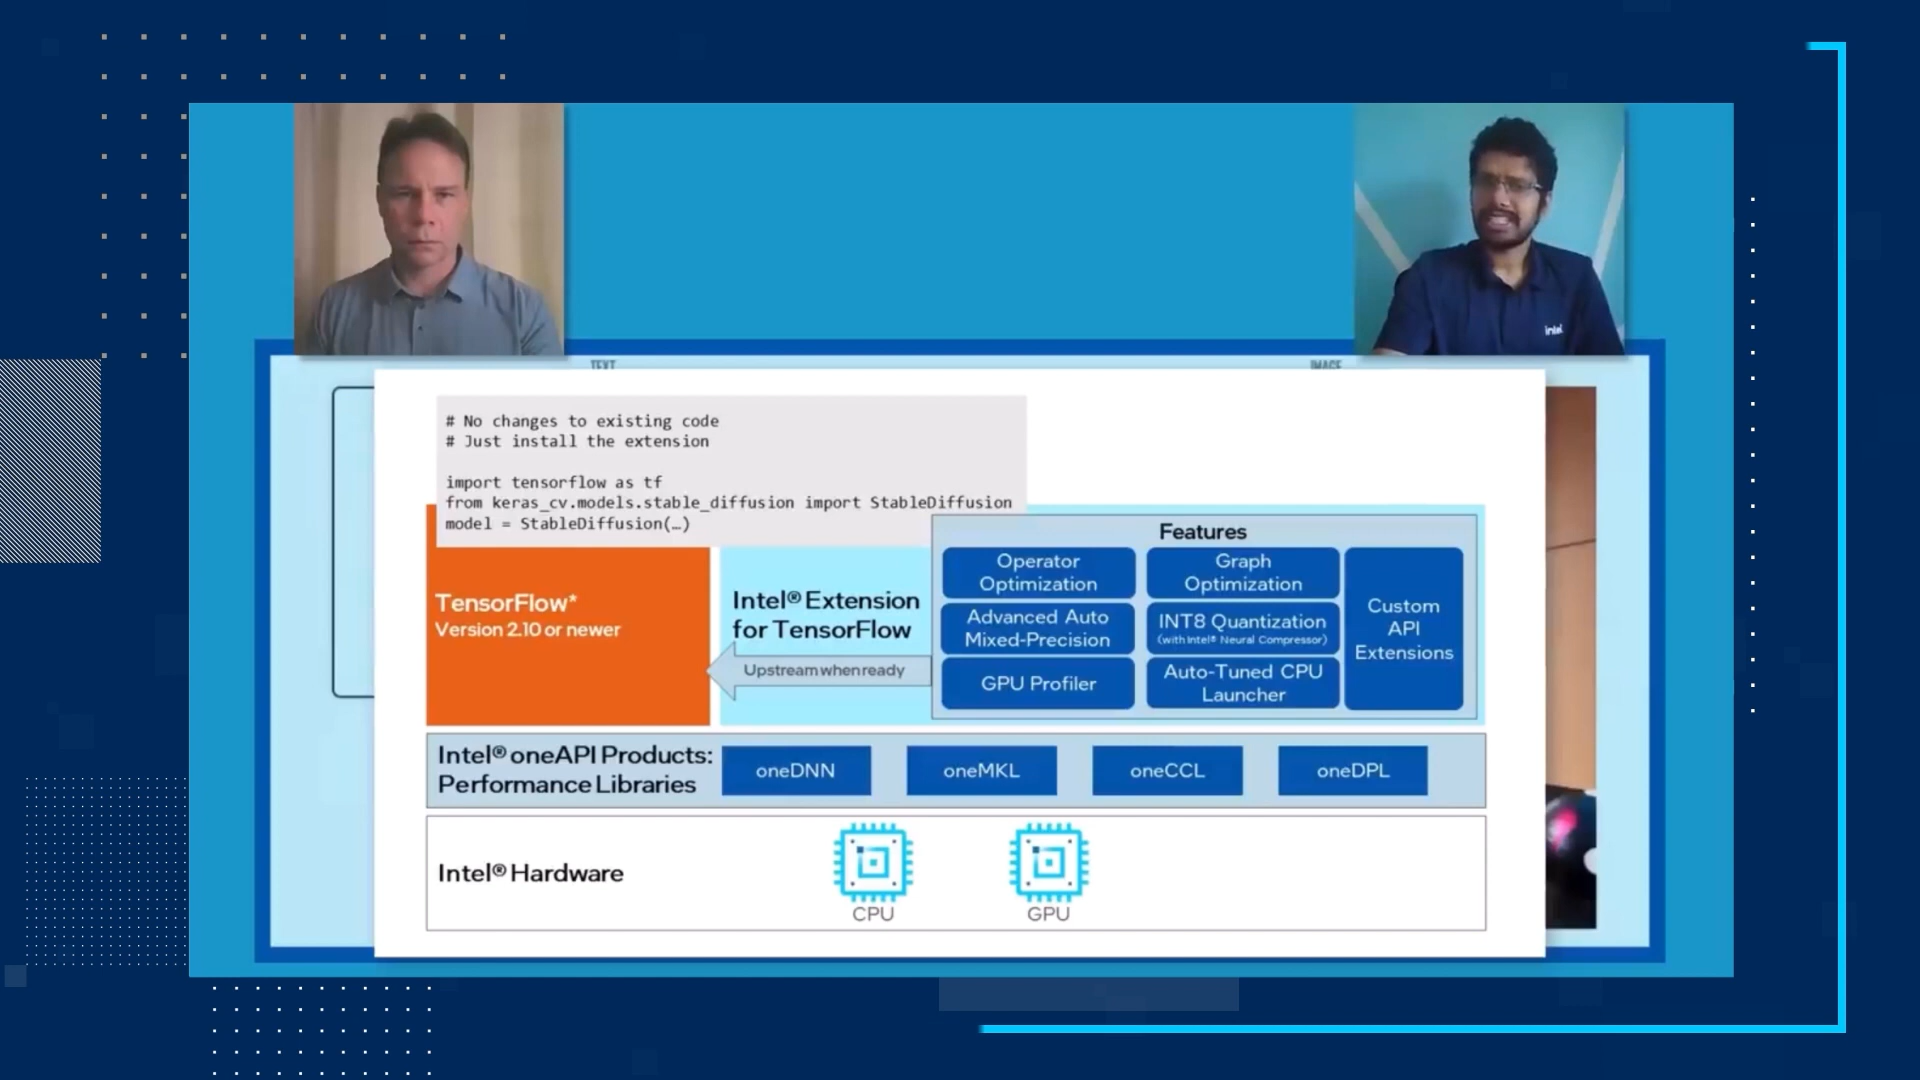 intel
TEXT
IMAGE
# No changes to existing code
# Just install the extension
import tensorflow as tf
from keras_cv.models.stable_diffusion import StableDiffusion
model = StableDiffusion(…)
TensorFlow*
Version 2.10 or newer
Intel® Extension
for TensorFlow
Upstream when ready
Features
Operator
Optimization
Graph
Optimization
Advanced Auto
Mixed-Precision
INT8 Quantization
(with Intel® Neural Compressor)
GPU Profiler
Auto-Tuned CPU
Launcher
Custom
API
Extensions
Intel® oneAPI Products:
Performance Libraries
oneDNN
oneMKL
oneCCL
oneDPL
Intel® Hardware
CPU
GPU